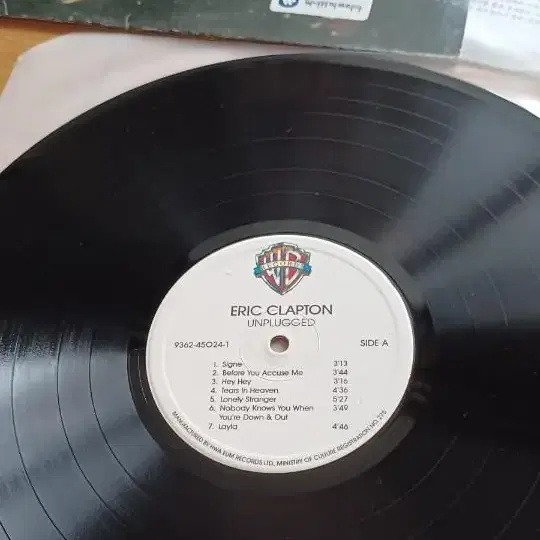 WB
RECORDS
ERIC CLAPTON
UNPLUGGED
9362-45024-1
SIDE A
1. Signe 3'13
2. Before You Accuse Me 3'44
3. Hey Hey 3'16
4. Tears In Heaven 4'36
5. Lonely Stranger 5'27
6. Nobody Knows You When 3'49
You're Down & Out
7. Layla 4'46
MANUFACTURED BY HWA EUM RECORDS LTD, MINISTRY OF CULTURE REGISTRATION NO. 275